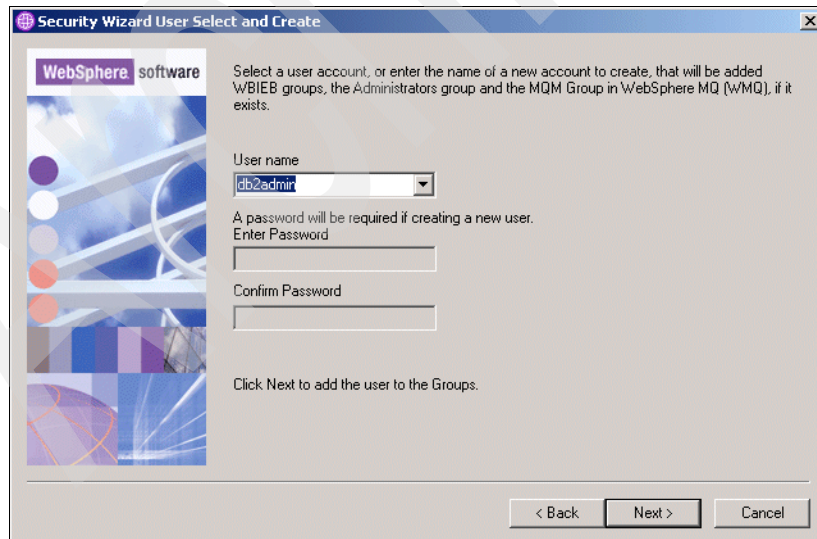 Security Wizard User Select and Create
WebSphere software
Select a user account, or enter the name of a new account to create, that will be added
WBIEB groups, the Administrators group and the MQM Group in WebSphere MQ (WMQ), if it
exists.
User name
db2admin
A password will be required if creating a new user.
Enter Password
Confirm Password
Click Next to add the user to the Groups.
< Back
Next >
Cancel